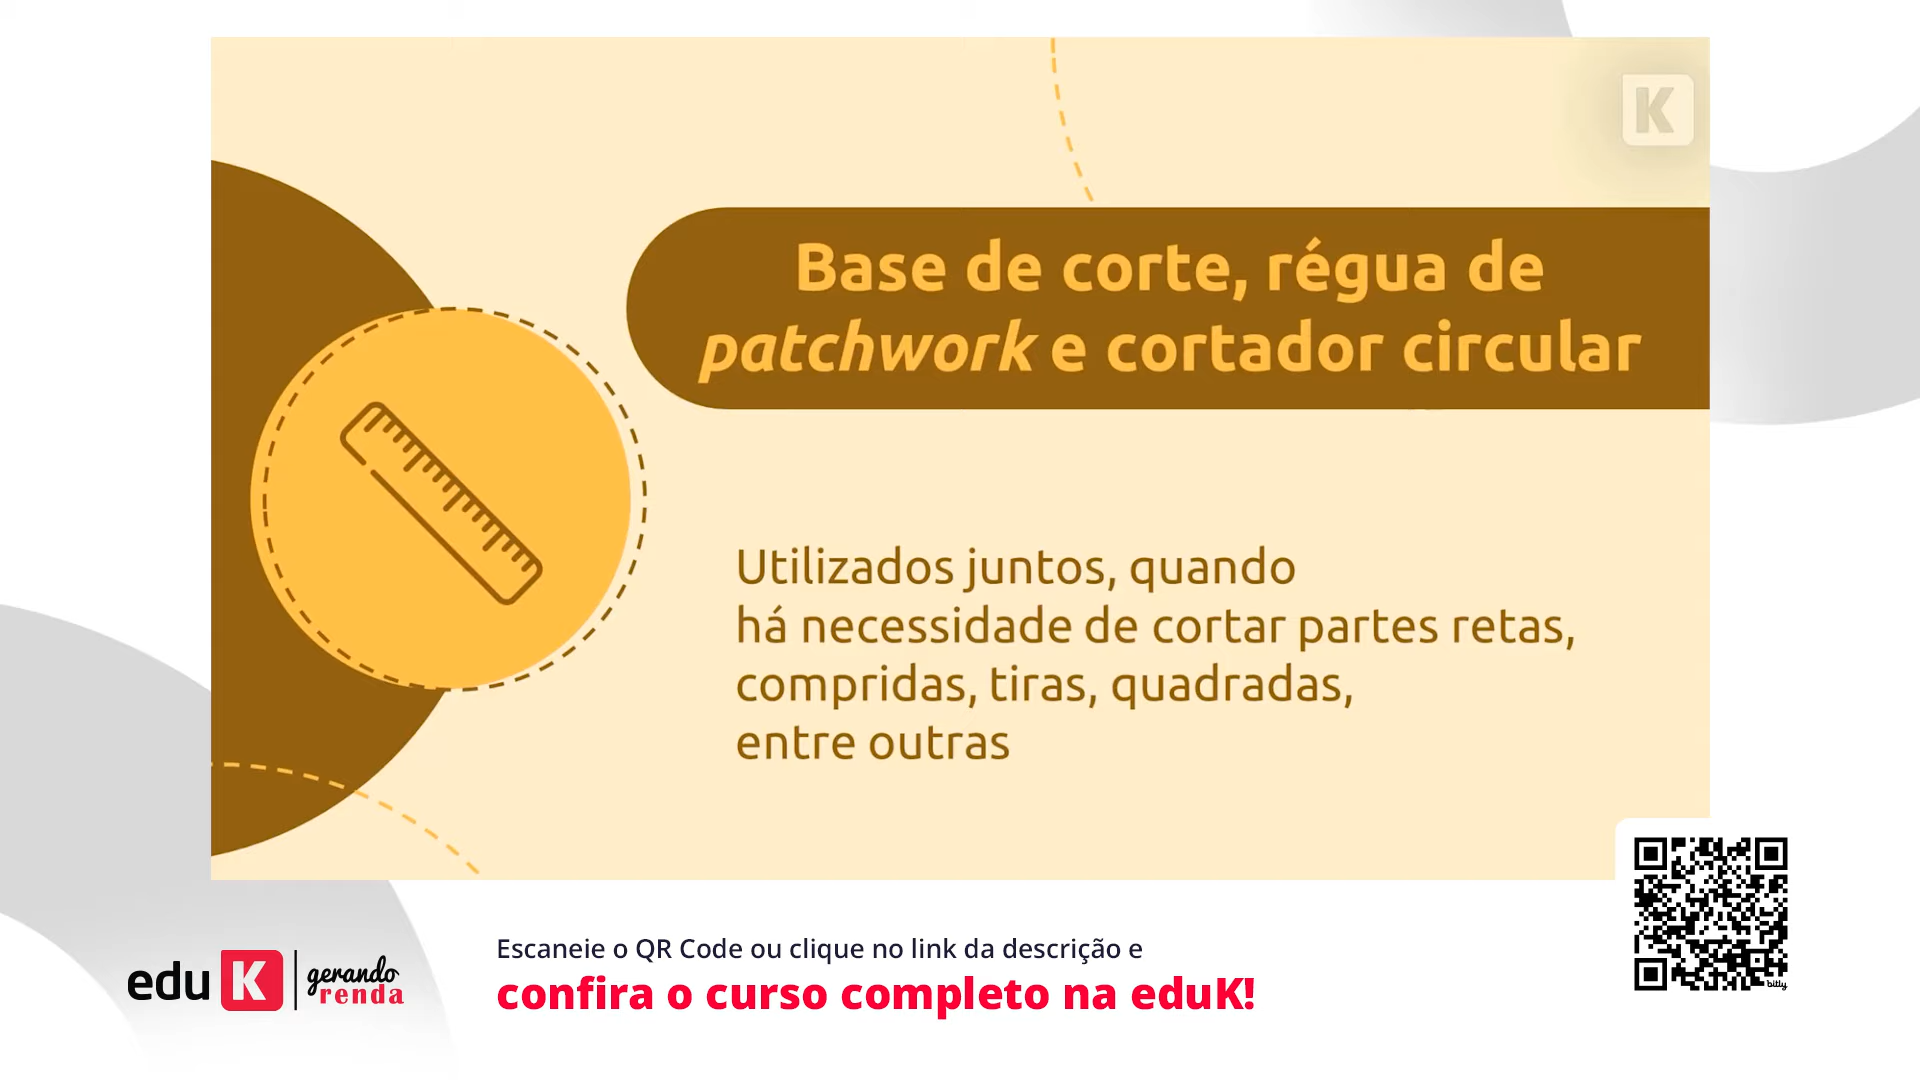 K
Base de corte, régua de
patchwork e cortador circular
Utilizados juntos, quando
há necessidade de cortar partes retas,
compridas, tiras, quadradas,
entre outras
Escaneie o QR Code ou clique no link da descrição e
confira o curso completo na eduK!
eduK
gerando
renda
bitly